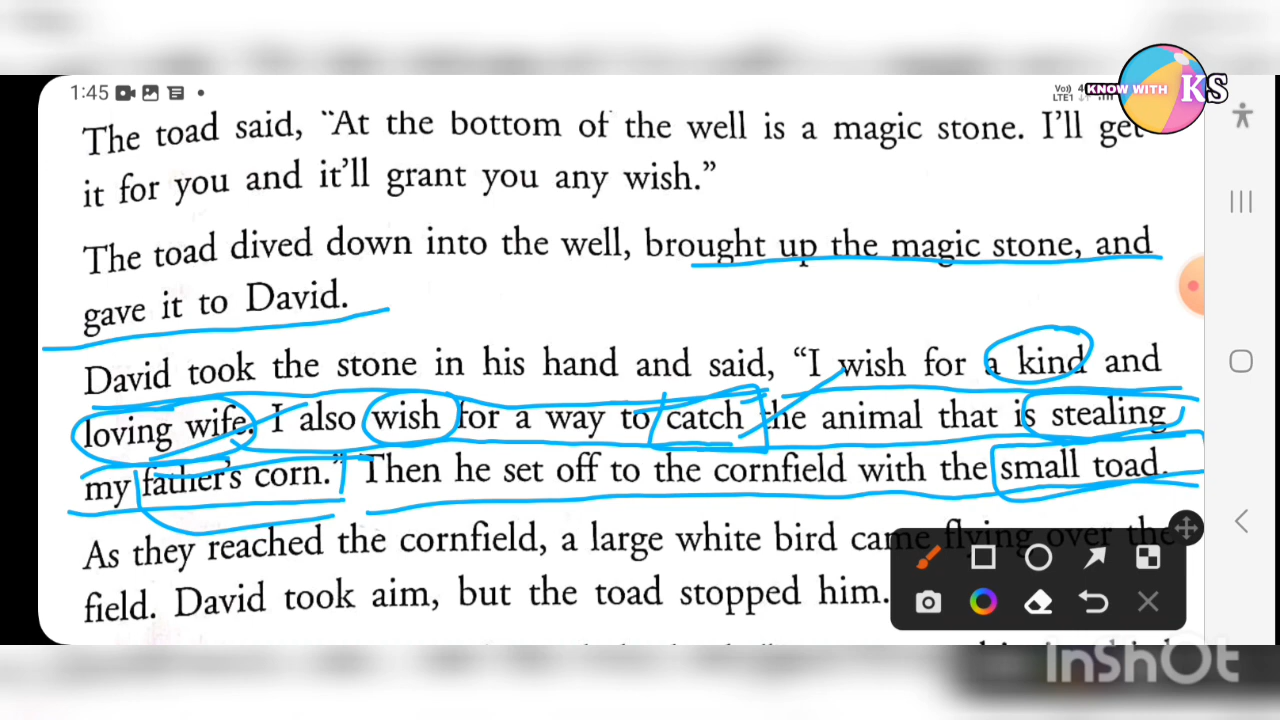 1:45
Vo)) 4
LTE1
KNOW WITH KS
The toad said, “At the bottom of the well is a magic stone. I’ll get
it for you and it’ll grant you any wish.”
The toad dived down into the well, brought up the magic stone, and
gave it to David.
David took the stone in his hand and said, “I wish for a kind and
loving wife. I also wish for a way to catch the animal that is stealing
my father’s corn.” Then he set off to the cornfield with the small toad.
As they reached the cornfield, a large white bird came flying over the
field. David took aim, but the toad stopped him.
InShOt